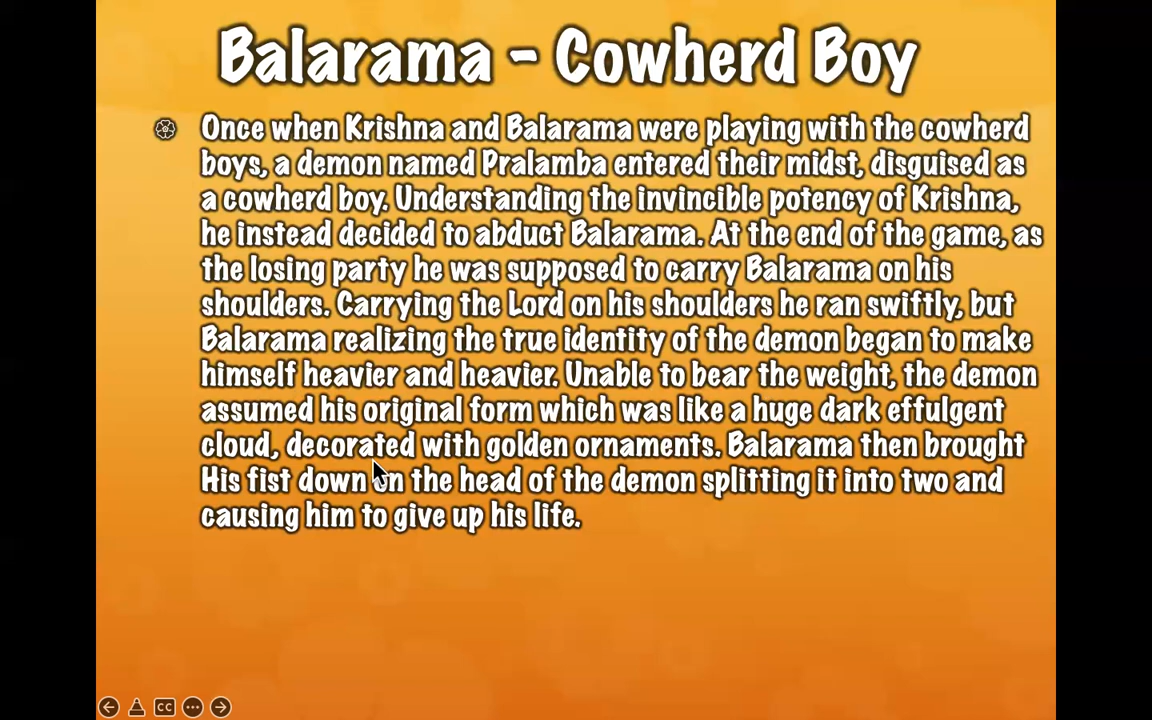 Balarama - Cowherd Boy
Once when Krishna and Balarama were playing with the cowherd
boys, a demon named Pralamba entered their midst, disguised as
a cowherd boy. Understanding the invincible potency of Krishna,
he instead decided to abduct Balarama. At the end of the game, as
the losing party he was supposed to carry Balarama on his
shoulders. Carrying the Lord on his shoulders he ran swiftly, but
Balarama realizing the true identity of the demon began to make
himself heavier and heavier. Unable to bear the weight, the demon
assumed his original form which was like a huge dark effulgent
cloud, decorated with golden ornaments. Balarama then brought
His fist down on the head of the demon splitting it into two and
causing him to give up his life.
CC